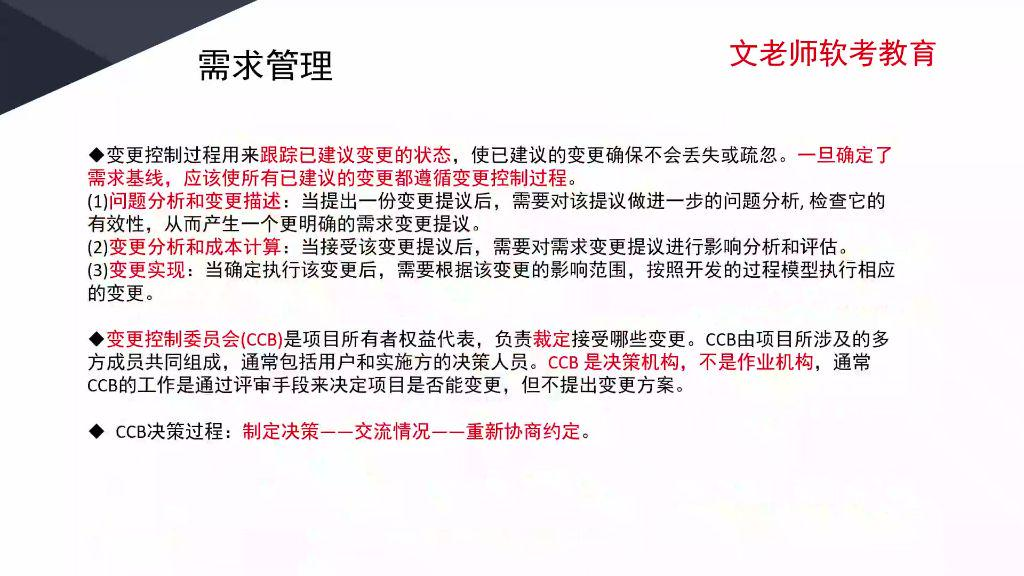 需求管理
文老师软考教育
◆变更控制过程用来跟踪已建议变更的状态，使已建议的变更确保不会丢失或疏忽。一旦确定了
需求基线，应该使所有已建议的变更都遵循变更控制过程。
(1)问题分析和变更描述：当提出一份变更提议后，需要对该提议做进一步的问题分析, 检查它的
有效性，从而产生一个更明确的需求变更提议。
(2)变更分析和成本计算：当接受该变更提议后，需要对需求变更提议进行影响分析和评估。
(3)变更实现：当确定执行该变更后，需要根据该变更的影响范围，按照开发的过程模型执行相应
的变更。
◆变更控制委员会(CCB)是项目所有者权益代表，负责裁定接受哪些变更。CCB由项目所涉及的多
方成员共同组成，通常包括用户和实施方的决策人员。CCB 是决策机构，不是作业机构，通常
CCB的工作是通过评审手段来决定项目是否能变更，但不提出变更方案。
◆ CCB决策过程：制定决策——交流情况——重新协商约定。